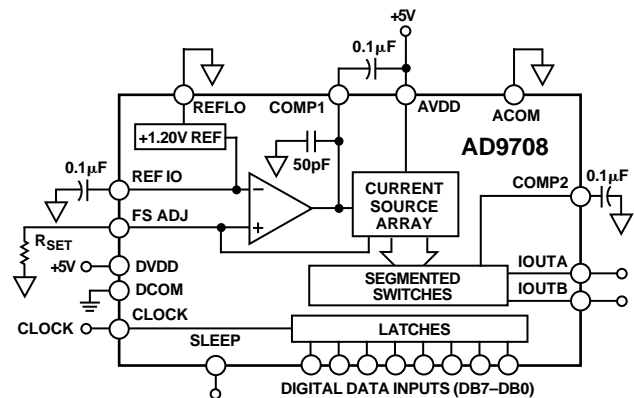 +5V
0.1µF
REFLO
COMP1
AVDD
ACOM
+1.20V REF
50pF
AD9708
0.1µF
REF IO
–
CURRENT
SOURCE
ARRAY
COMP2
0.1µF
FS ADJ
+
RSET
+5V
DVDD
SEGMENTED
SWITCHES
IOUTA
IOUTB
DCOM
CLOCK
CLOCK
LATCHES
SLEEP
DIGITAL DATA INPUTS (DB7–DB0)